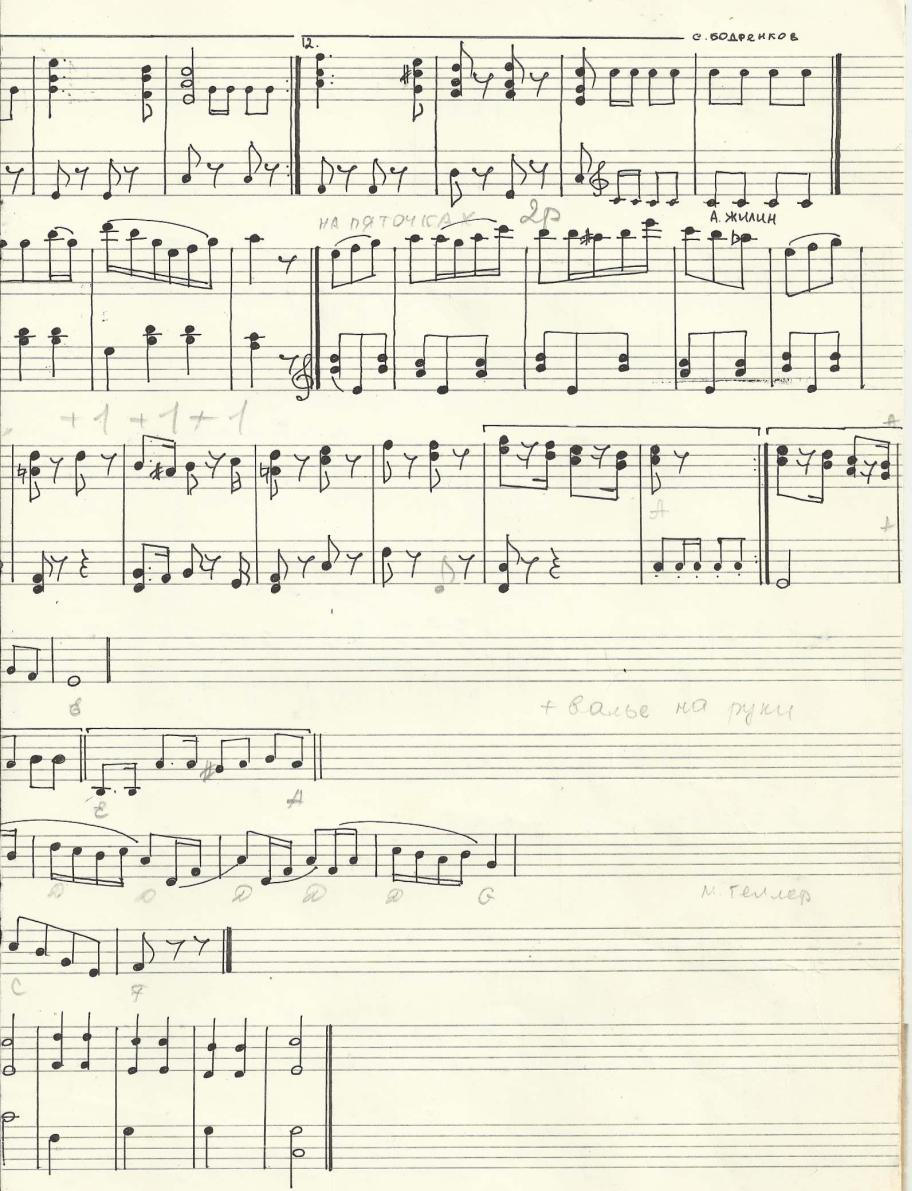 12.
С. БОДРЕНКОВ
НА ПЯТОЧКАХ
2р
А. ЖИЛИН
+1 +1 + 1
A
A
A
+ вальс на руки
E A
D D D D D G
М. Геллер
C F